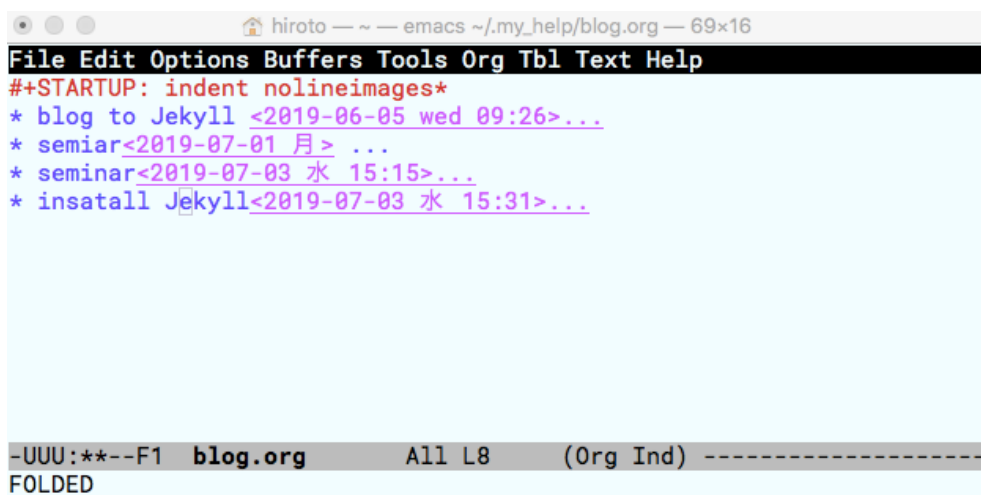 hiroto — ~ — emacs ~/.my_help/blog.org — 69×16
File Edit Options Buffers Tools Org Tbl Text Help
#+STARTUP: indent nolineimages*
* blog to Jekyll <2019-06-05 wed 09:26>...
* semiar<2019-07-01 月> ...
* seminar<2019-07-03 水 15:15>...
* insatall Jekyll<2019-07-03 水 15:31>...
-UUU:**--F1 blog.org All L8 (Org Ind) --------------------
FOLDED